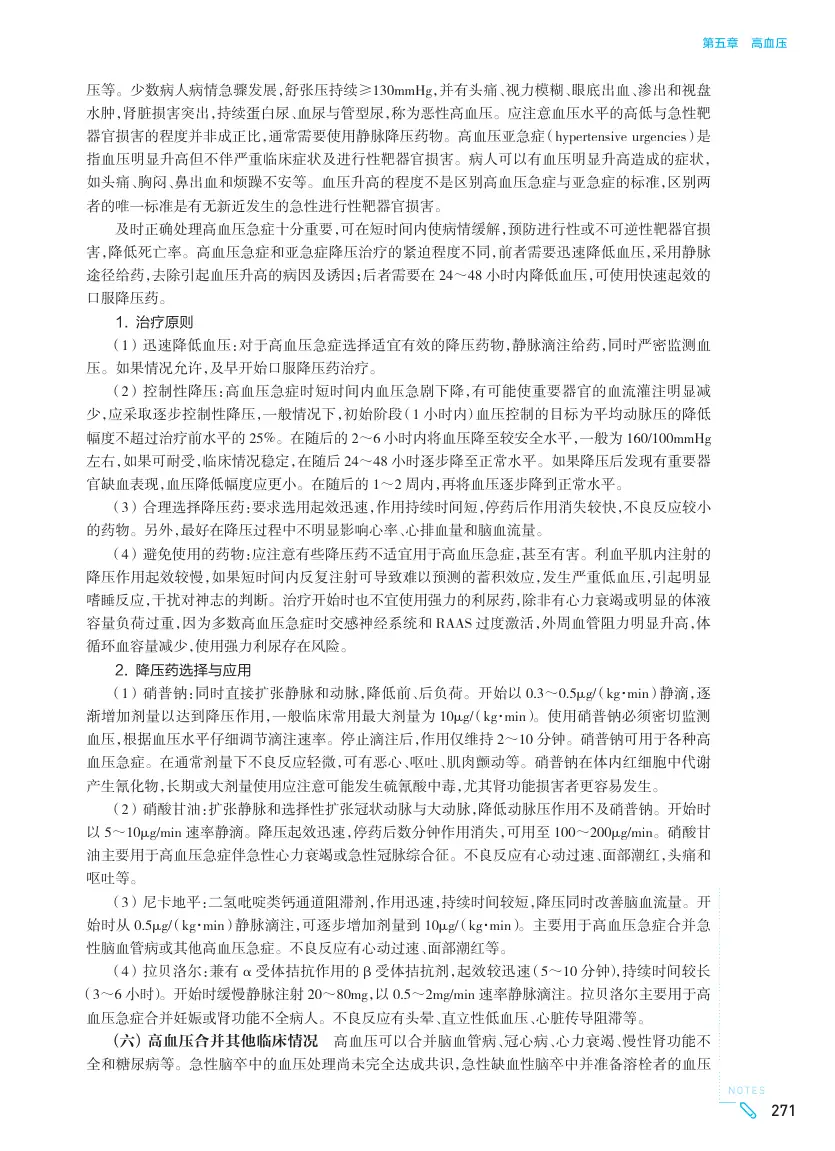 第五章　高血压
压等。少数病人病情急骤发展，舒张压持续≥130mmHg，并有头痛、视力模糊、眼底出血、渗出和视盘
水肿，肾脏损害突出，持续蛋白尿、血尿与管型尿，称为恶性高血压。应注意血压水平的高低与急性靶
器官损害的程度并非成正比，通常需要使用静脉降压药物。高血压亚急症（hypertensive urgencies）是
指血压明显升高但不伴严重临床症状及进行性靶器官损害。病人可以有血压明显升高造成的症状，
如头痛、胸闷、鼻出血和烦躁不安等。血压升高的程度不是区别高血压急症与亚急症的标准，区别两
者的唯一标准是有无新近发生的急性进行性靶器官损害。
及时正确处理高血压急症十分重要，可在短时间内使病情缓解，预防进行性或不可逆性靶器官损
害，降低死亡率。高血压急症和亚急症降压治疗的紧迫程度不同，前者需要迅速降低血压，采用静脉
途径给药，去除引起血压升高的病因及诱因；后者需要在 24～48 小时内降低血压，可使用快速起效的
口服降压药。
1. 治疗原则
（1）迅速降低血压：对于高血压急症选择适宜有效的降压药物，静脉滴注给药，同时严密监测血
压。如果情况允许，及早开始口服降压药治疗。
（2）控制性降压：高血压急症时短时间内血压急剧下降，有可能使重要器官的血流灌注明显减
少，应采取逐步控制性降压，一般情况下，初始阶段（1 小时内）血压控制的目标为平均动脉压的降低
幅度不超过治疗前水平的 25%。在随后的 2～6 小时内将血压降至较安全水平，一般为 160/100mmHg
左右，如果可耐受，临床情况稳定，在随后 24～48 小时逐步降至正常水平。如果降压后发现有重要器
官缺血表现，血压降低幅度应更小。在随后的 1～2 周内，再将血压逐步降到正常水平。
（3）合理选择降压药：要求选用起效迅速，作用持续时间短，停药后作用消失较快，不良反应较小
的药物。另外，最好在降压过程中不明显影响心率、心排血量和脑血流量。
（4）避免使用的药物：应注意有些降压药不适宜用于高血压急症，甚至有害。利血平肌内注射的
降压作用起效较慢，如果短时间内反复注射可导致难以预测的蓄积效应，发生严重低血压，引起明显
嗜睡反应，干扰对神志的判断。治疗开始时也不宜使用强力的利尿药，除非有心力衰竭或明显的体液
容量负荷过重，因为多数高血压急症时交感神经系统和 RAAS 过度激活，外周血管阻力明显升高，体
循环血容量减少，使用强力利尿存在风险。
2. 降压药选择与应用
（1）硝普钠：同时直接扩张静脉和动脉，降低前、后负荷。开始以 0.3～0.5μg/（kg·min）静滴，逐
渐增加剂量以达到降压作用，一般临床常用最大剂量为 10μg/（kg·min）。使用硝普钠必须密切监测
血压，根据血压水平仔细调节滴注速率。停止滴注后，作用仅维持 2～10 分钟。硝普钠可用于各种高
血压急症。在通常剂量下不良反应轻微，可有恶心、呕吐、肌肉颤动等。硝普钠在体内红细胞中代谢
产生氰化物，长期或大剂量使用应注意可能发生硫氰酸中毒，尤其肾功能损害者更容易发生。
（2）硝酸甘油：扩张静脉和选择性扩张冠状动脉与大动脉，降低动脉压作用不及硝普钠。开始时
以 5～10μg/min 速率静滴。降压起效迅速，停药后数分钟作用消失，可用至 100～200μg/min。硝酸甘
油主要用于高血压急症伴急性心力衰竭或急性冠脉综合征。不良反应有心动过速、面部潮红，头痛和
呕吐等。
（3）尼卡地平：二氢吡啶类钙通道阻滞剂，作用迅速，持续时间较短，降压同时改善脑血流量。开
始时从 0.5μg/（kg·min）静脉滴注，可逐步增加剂量到 10μg/（kg·min）。主要用于高血压急症合并急
性脑血管病或其他高血压急症。不良反应有心动过速、面部潮红等。
（4）拉贝洛尔：兼有 α 受体拮抗作用的 β 受体拮抗剂，起效较迅速（5～10 分钟），持续时间较长
（3～6 小时）。开始时缓慢静脉注射 20～80mg，以 0.5～2mg/min 速率静脉滴注。拉贝洛尔主要用于高
血压急症合并妊娠或肾功能不全病人。不良反应有头晕、直立性低血压、心脏传导阻滞等。
（六）高血压合并其他临床情况　高血压可以合并脑血管病、冠心病、心力衰竭、慢性肾功能不
全和糖尿病等。急性脑卒中的血压处理尚未完全达成共识，急性缺血性脑卒中并准备溶栓者的血压
NOTES
271